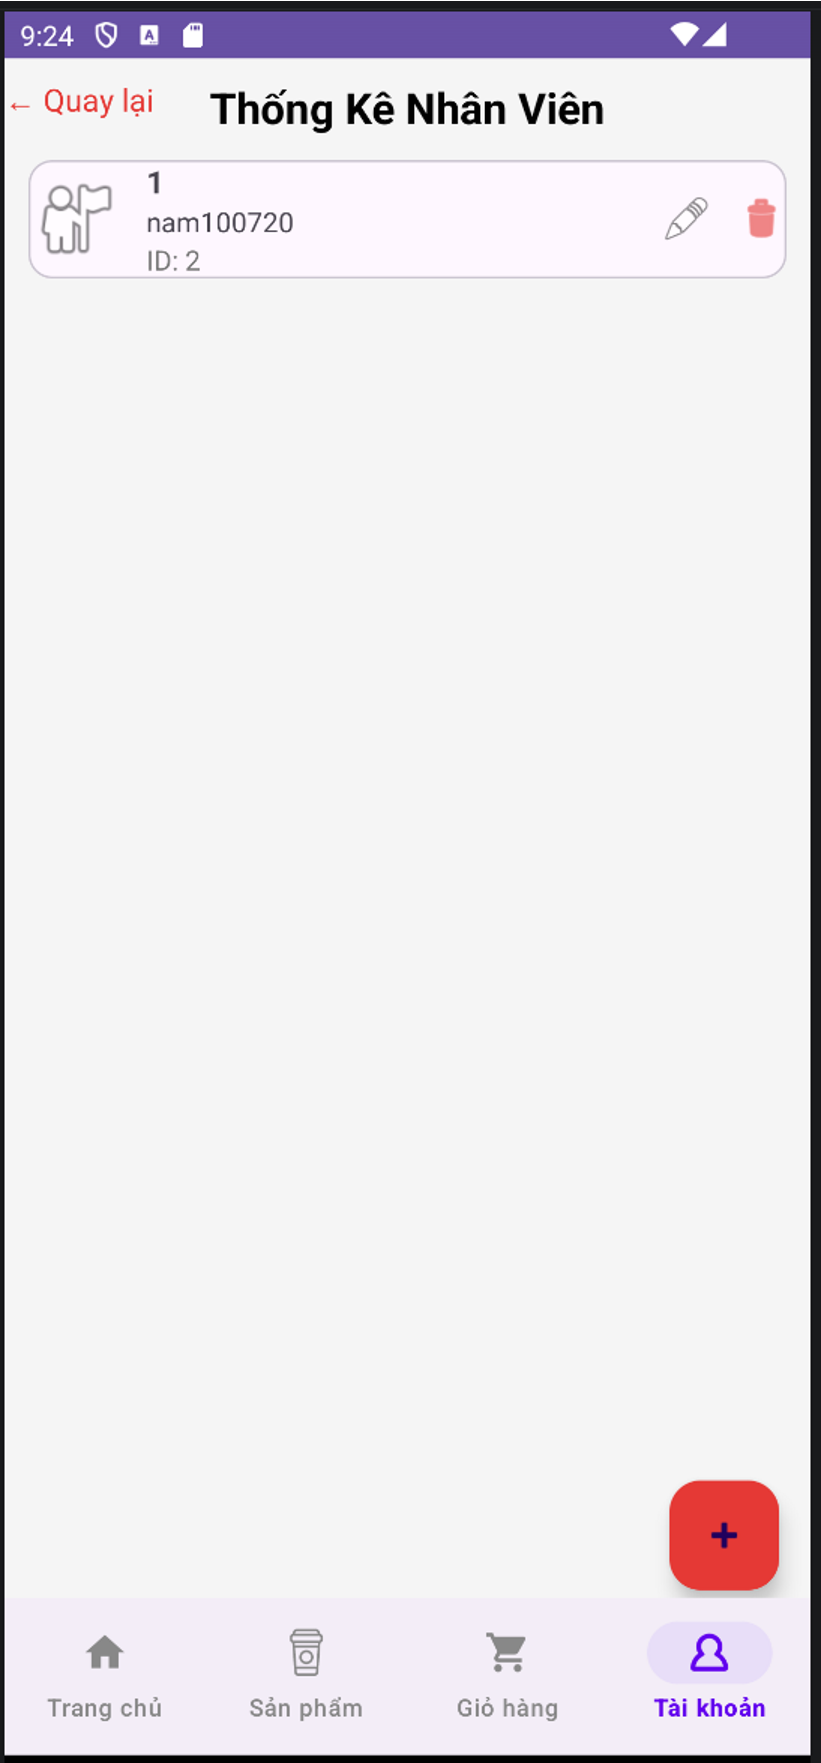 9:24
← Quay lại
Thống Kê Nhân Viên
1
nam100720
ID: 2
+
Trang chủ
Sản phẩm
Giỏ hàng
Tài khoản